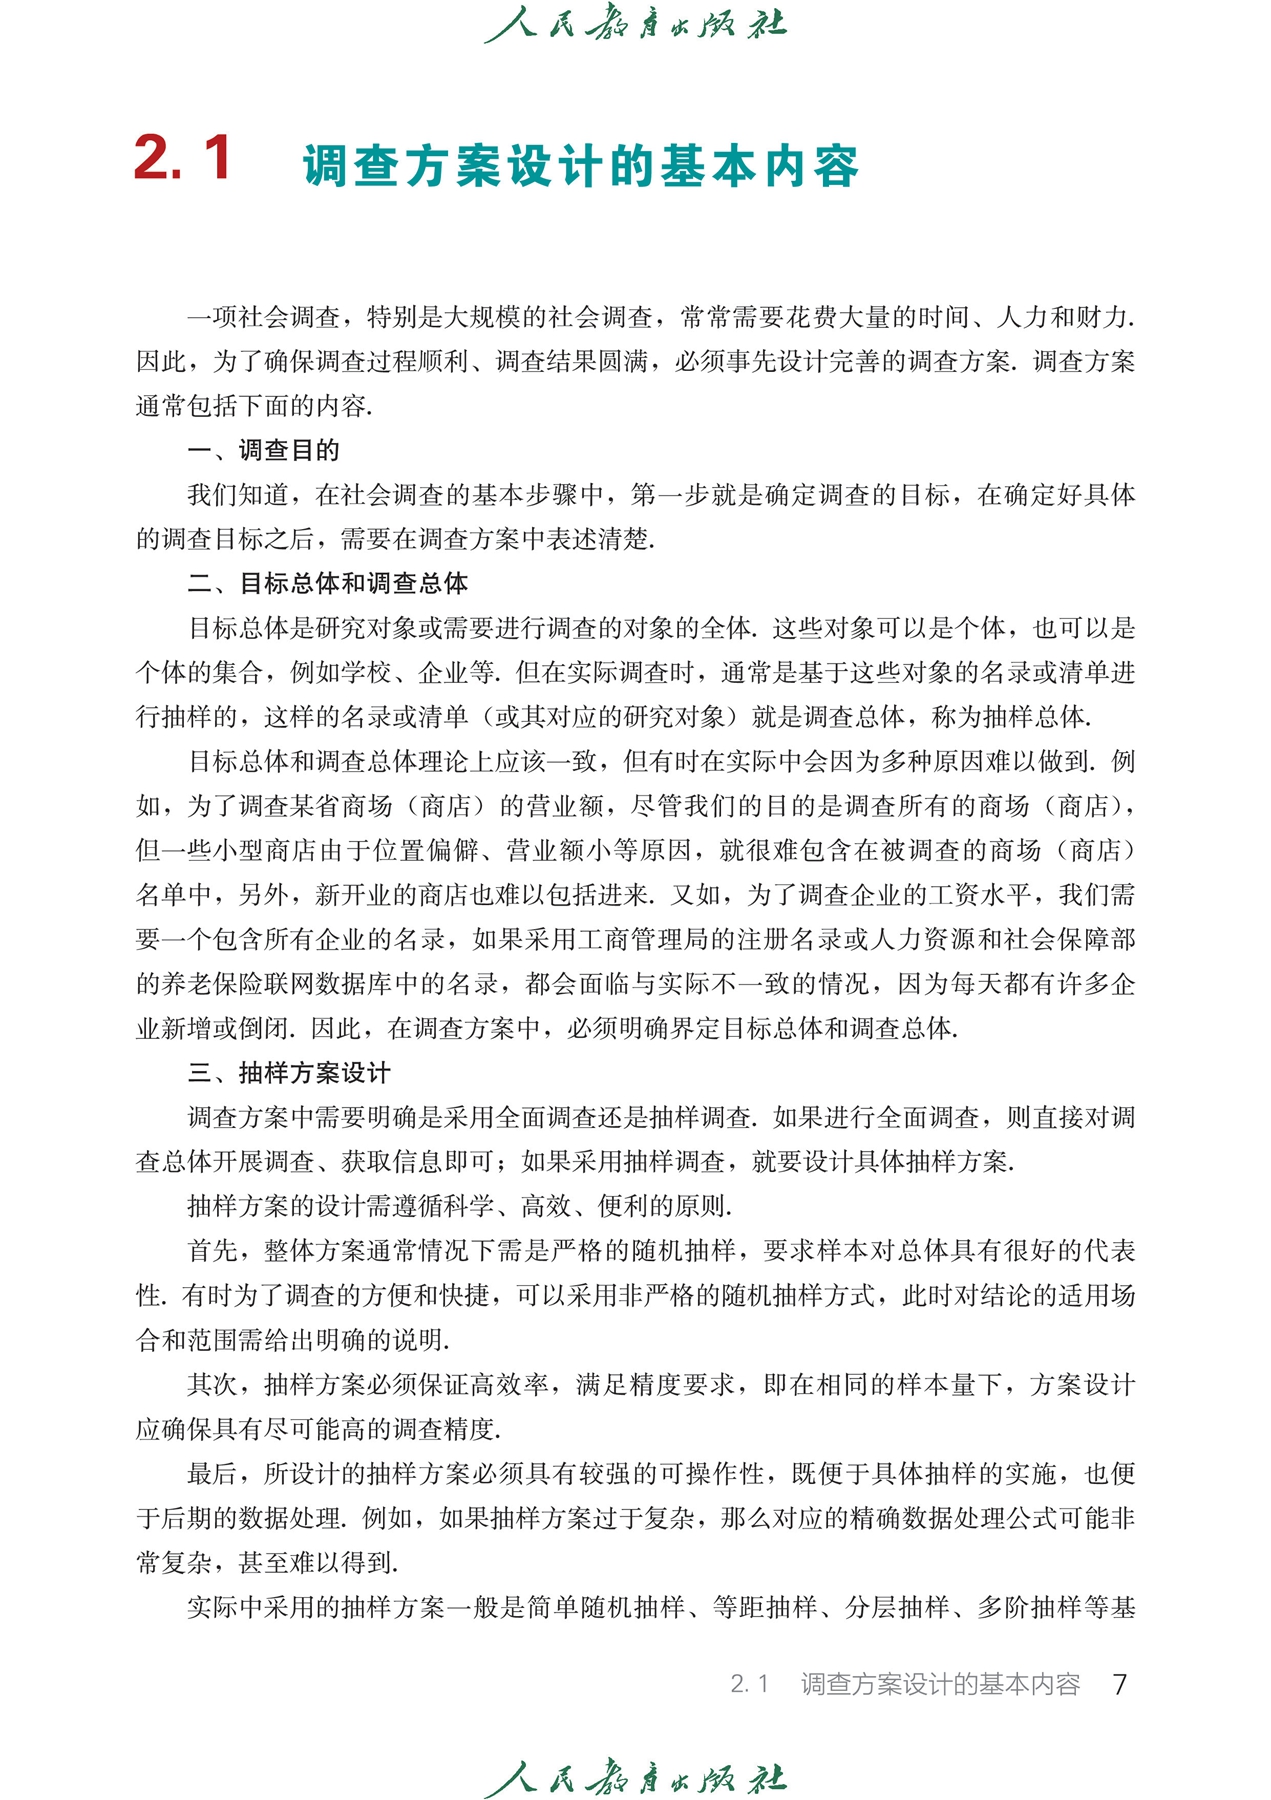 人民教育出版社
2.1 调查方案设计的基本内容
一项社会调查，特别是大规模的社会调查，常常需要花费大量的时间、人力和财力.
因此，为了确保调查过程顺利、调查结果圆满，必须事先设计完善的调查方案. 调查方案
通常包括下面的内容.
一、调查目的
我们知道，在社会调查的基本步骤中，第一步就是确定调查的目标，在确定好具体
的调查目标之后，需要在调查方案中表述清楚.
二、目标总体和调查总体
目标总体是研究对象或需要进行调查的对象的全体. 这些对象可以是个体，也可以是
个体的集合，例如学校、企业等. 但在实际调查时，通常是基于这些对象的名录或清单进
行抽样的，这样的名录或清单（或其对应的研究对象）就是调查总体，称为抽样总体.
目标总体和调查总体理论上应该一致，但有时在实际中会因为多种原因难以做到. 例
如，为了调查某省商场（商店）的营业额，尽管我们的目的是调查所有的商场（商店），
但一些小型商店由于位置偏僻、营业额小等原因，就很难包含在被调查的商场（商店）
名单中，另外，新开业的商店也难以包括进来. 又如，为了调查企业的工资水平，我们需
要一个包含所有企业的名录，如果采用工商管理局的注册名录或人力资源和社会保障部
的养老保险联网数据库中的名录，都会面临与实际不一致的情况，因为每天都有许多企
业新增或倒闭. 因此，在调查方案中，必须明确界定目标总体和调查总体.
三、抽样方案设计
调查方案中需要明确是采用全面调查还是抽样调查. 如果进行全面调查，则直接对调
查总体开展调查、获取信息即可；如果采用抽样调查，就要设计具体抽样方案.
抽样方案的设计需遵循科学、高效、便利的原则.
首先，整体方案通常情况下需是严格的随机抽样，要求样本对总体具有很好的代表
性. 有时为了调查的方便和快捷，可以采用非严格的随机抽样方式，此时对结论的适用场
合和范围需给出明确的说明.
其次，抽样方案必须保证高效率，满足精度要求，即在相同的样本量下，方案设计
应确保具有尽可能高的调查精度.
最后，所设计的抽样方案必须具有较强的可操作性，既便于具体抽样的实施，也便
于后期的数据处理. 例如，如果抽样方案过于复杂，那么对应的精确数据处理公式可能非
常复杂，甚至难以得到.
实际中采用的抽样方案一般是简单随机抽样、等距抽样、分层抽样、多阶抽样等基
2.1 调查方案设计的基本内容 7
人民教育出版社